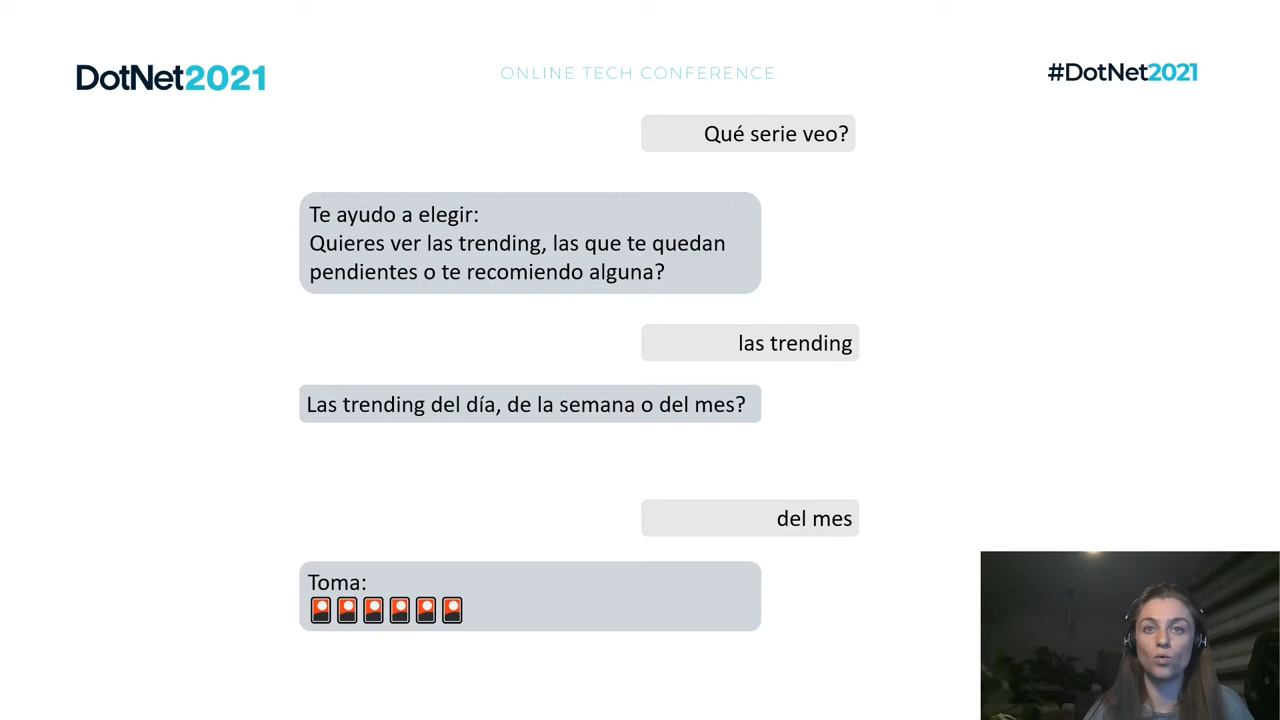 DotNet2021
ONLINE TECH CONFERENCE
#DotNet2021
Qué serie veo?
Te ayudo a elegir:
Quieres ver las trending, las que te quedan
pendientes o te recomiendo alguna?
las trending
Las trending del día, de la semana o del mes?
del mes
Toma:
🎴🎴🎴🎴🎴🎴